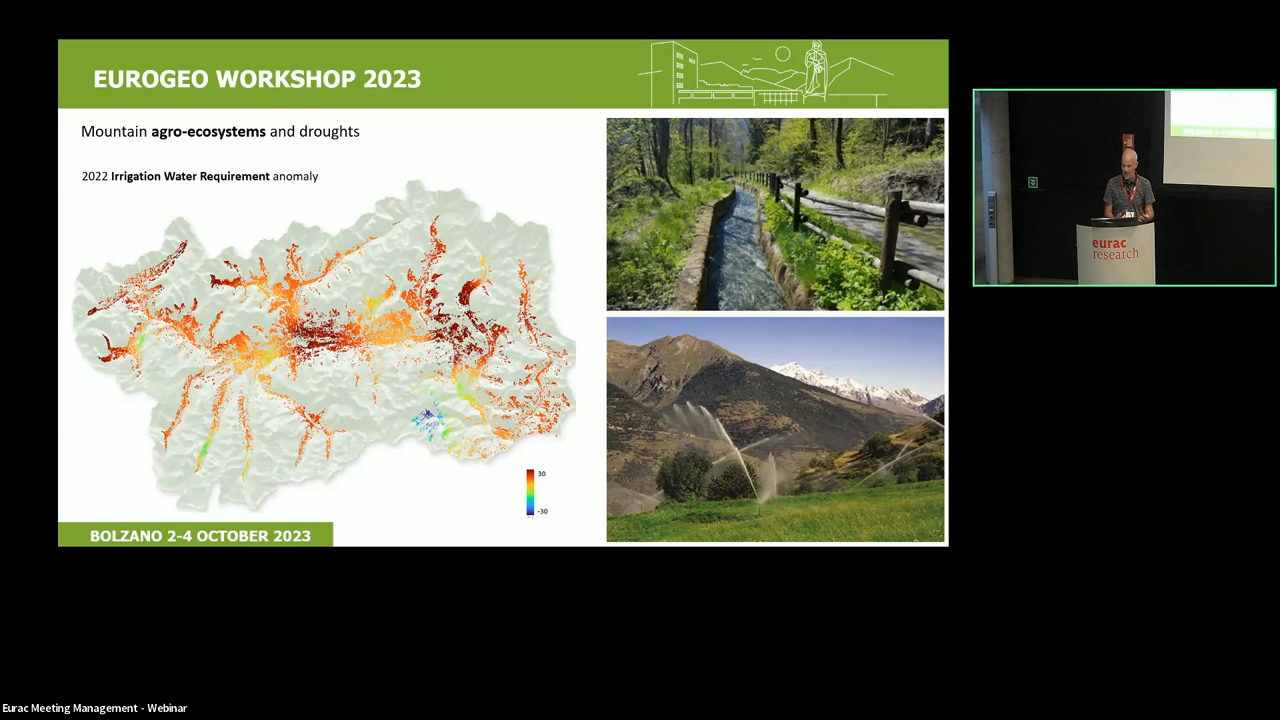 EUROGEO WORKSHOP 2023
Mountain agro-ecosystems and droughts
2022 Irrigation Water Requirement anomaly
30
-30
BOLZANO 2-4 OCTOBER 2023
eurac
research
Eurac Meeting Management - Webinar